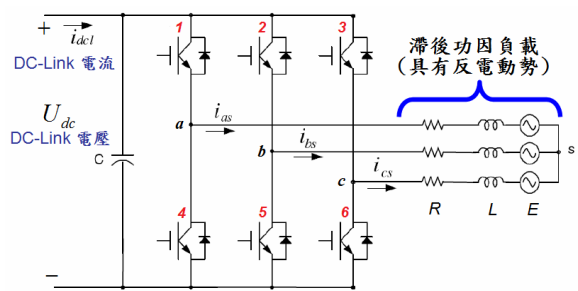 +
i_dcl
DC-Link 電流
U_dc
DC-Link 電壓
C
−
1
2
3
a
i_as
b
i_bs
c
i_cs
4
5
6
滯後功因負載
(具有反電動勢)
s
R
L
E